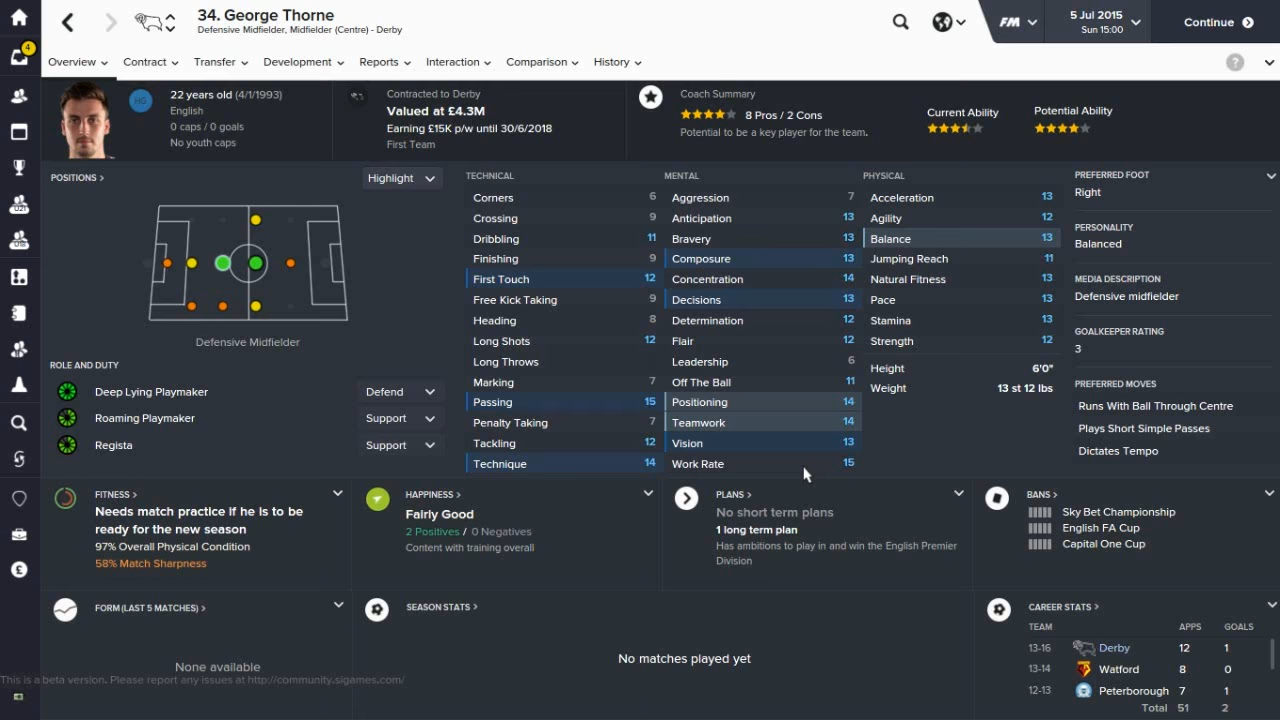 4
34. George Thorne
Defensive Midfielder, Midfielder (Centre) - Derby
FM
5 Jul 2015
Sun 15:00
Continue
Overview
Contract
Transfer
Development
Reports
Interaction
Comparison
History
?
HG
22 years old (4/1/1993)
English
0 caps / 0 goals
No youth caps
Contracted to Derby
Valued at £4.3M
Earning £15K p/w until 30/6/2018
First Team
Coach Summary
8 Pros / 2 Cons
Potential to be a key player for the team.
Current Ability
Potential Ability
POSITIONS >
Highlight
Defensive Midfielder
ROLE AND DUTY
Deep Lying Playmaker Defend
Roaming Playmaker Support
Regista Support
TECHNICAL
Corners 6
Crossing 9
Dribbling 11
Finishing 9
First Touch 12
Free Kick Taking 9
Heading 8
Long Shots 12
Long Throws
Marking 7
Passing 15
Penalty Taking 7
Tackling 12
Technique 14
MENTAL
Aggression 7
Anticipation 13
Bravery 13
Composure 13
Concentration 14
Decisions 13
Determination 12
Flair 12
Leadership 6
Off The Ball 11
Positioning 14
Teamwork 14
Vision 13
Work Rate 15
PHYSICAL
Acceleration 13
Agility 12
Balance 13
Jumping Reach 11
Natural Fitness 13
Pace 13
Stamina 13
Strength 12
Height 6'0"
Weight 13 st 12 lbs
PREFERRED FOOT
Right
PERSONALITY
Balanced
MEDIA DESCRIPTION
Defensive midfielder
GOALKEEPER RATING
3
PREFERRED MOVES
Runs With Ball Through Centre
Plays Short Simple Passes
Dictates Tempo
FITNESS >
Needs match practice if he is to be
ready for the new season
97% Overall Physical Condition
58% Match Sharpness
HAPPINESS >
Fairly Good
2 Positives / 0 Negatives
Content with training overall
PLANS >
No short term plans
1 long term plan
Has ambitions to play in and win the English Premier
Division
BANS >
Sky Bet Championship
English FA Cup
Capital One Cup
FORM (LAST 5 MATCHES) >
None available
SEASON STATS >
No matches played yet
CAREER STATS >
TEAM APPS GOALS
13-16 Derby 12 1
13-14 Watford 8 0
12-13 Peterborough 7 1
Total 51 2
This is a beta version. Please report any issues at http://community.sigames.com/